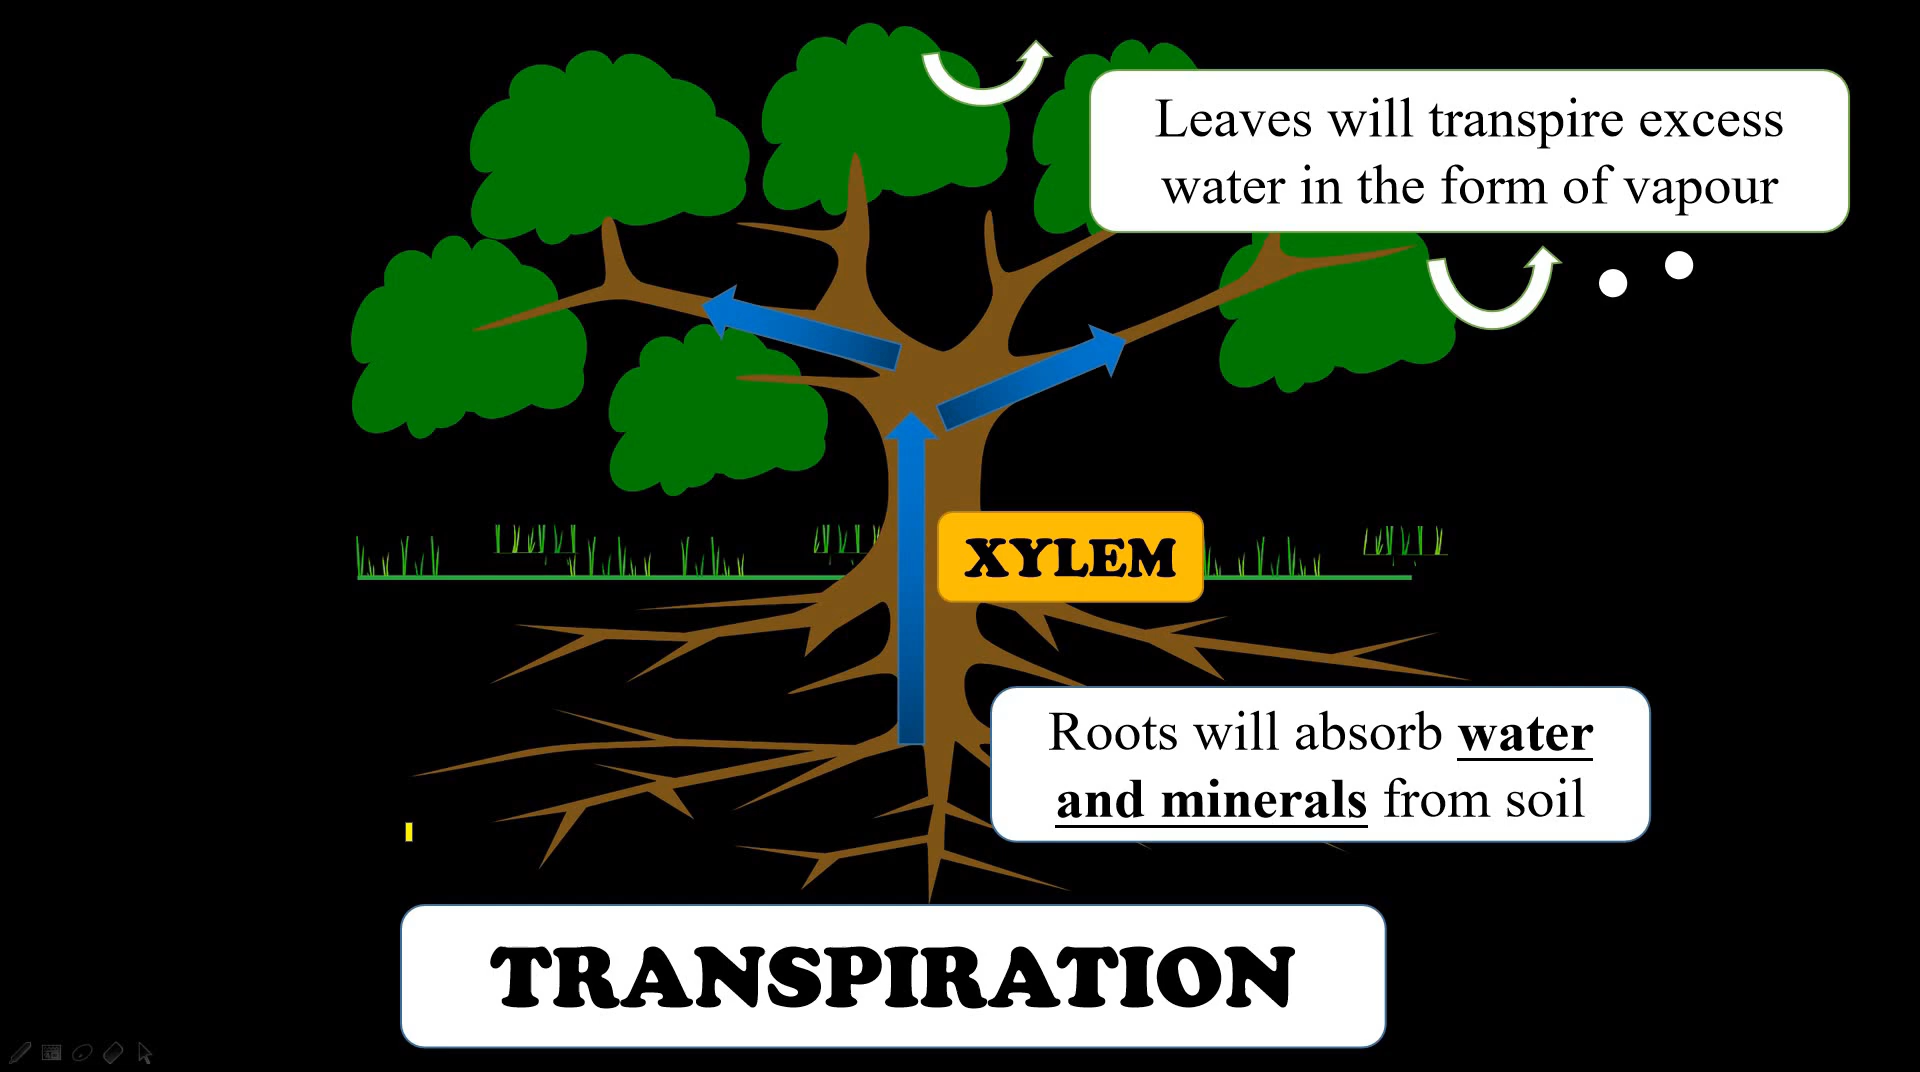 Leaves will transpire excess
water in the form of vapour
XYLEM
Roots will absorb water
and minerals from soil
TRANSPIRATION